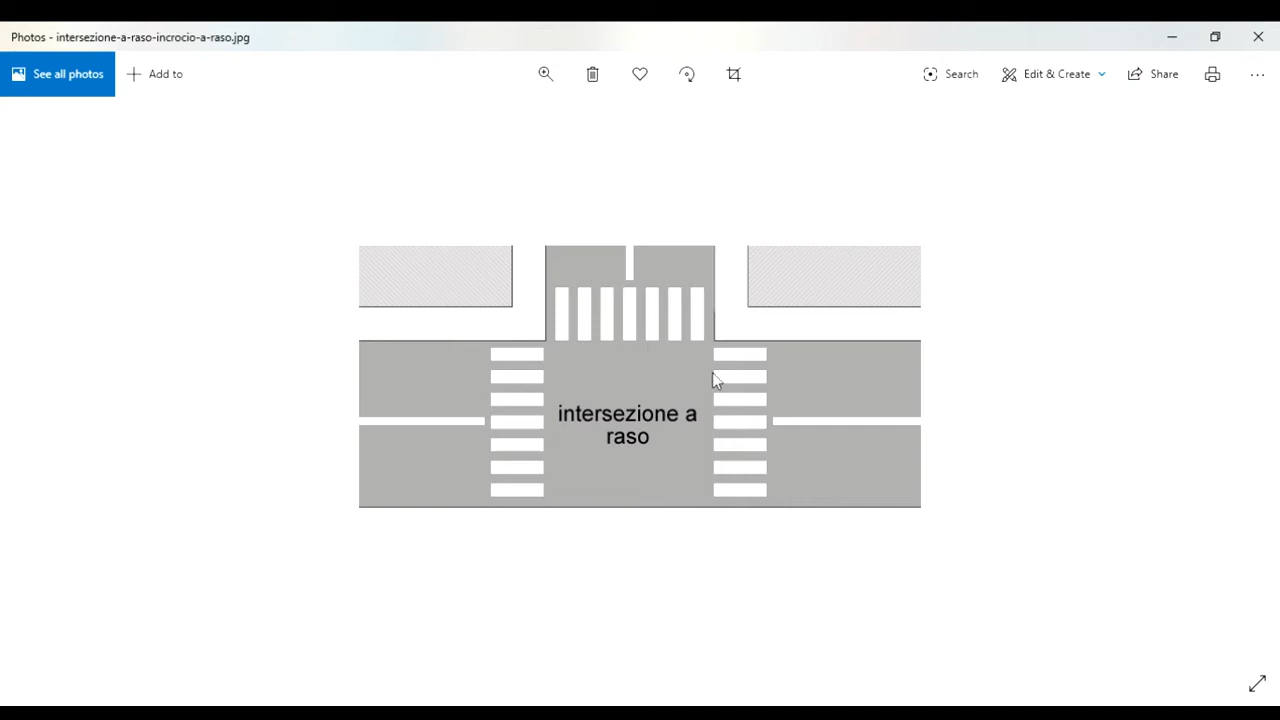 Photos - intersezione-a-raso-incrocio-a-raso.jpg
See all photos
Add to
Search
Edit & Create
Share
intersezione a
raso